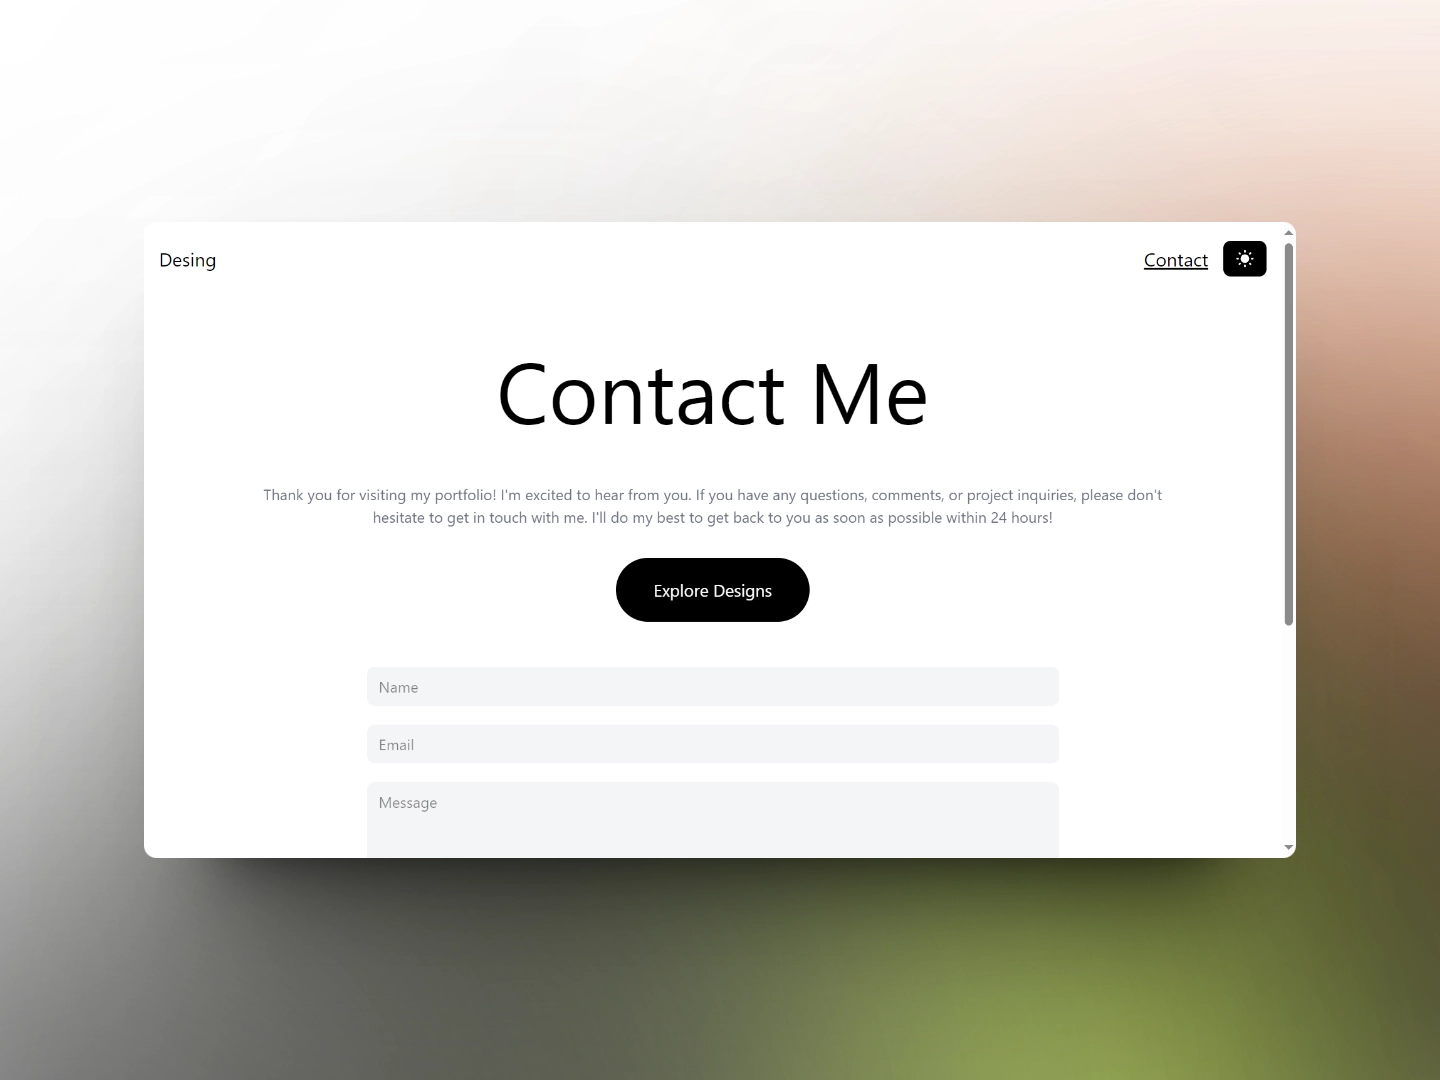 Desing
Contact
Contact Me
Thank you for visiting my portfolio! I'm excited to hear from you. If you have any questions, comments, or project inquiries, please don't
hesitate to get in touch with me. I'll do my best to get back to you as soon as possible within 24 hours!
Explore Designs
Name
Email
Message